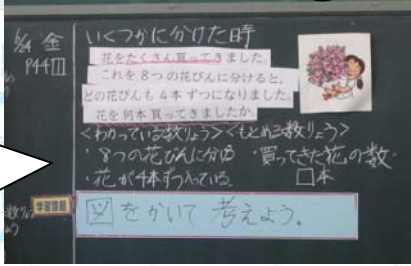 5/24 金
P44 1
いくつかに分けた時
花をたくさん買ってきました。
これを8つの花びんに分けると、
どの花びんも4本ずつになりました。
花を何本買ってきましたか。
<わかっている数りょう><もとめる数りょう>
・8つの花びんに分ける ・買ってきた花の数
・花が4本ずつ入っている。 □本
学習課題
図をかいて考えよう。